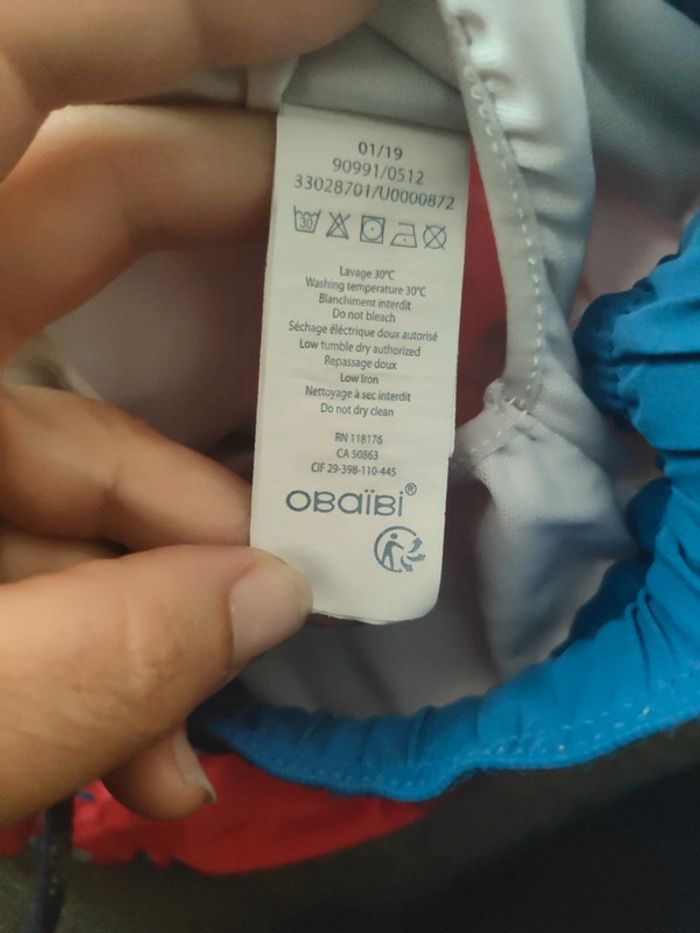 01/19
90991/0512
33028701/U0000872
30
Lavage 30°C
Washing temperature 30°C
Blanchiment interdit
Do not bleach
Séchage éléctrique doux autorisé
Low tumble dry authorized
Repassage doux
Low Iron
Nettoyage à sec interdit
Do not dry clean
RN 118176
CA 50863
CIF 29-398-110-445
OBaïBi®